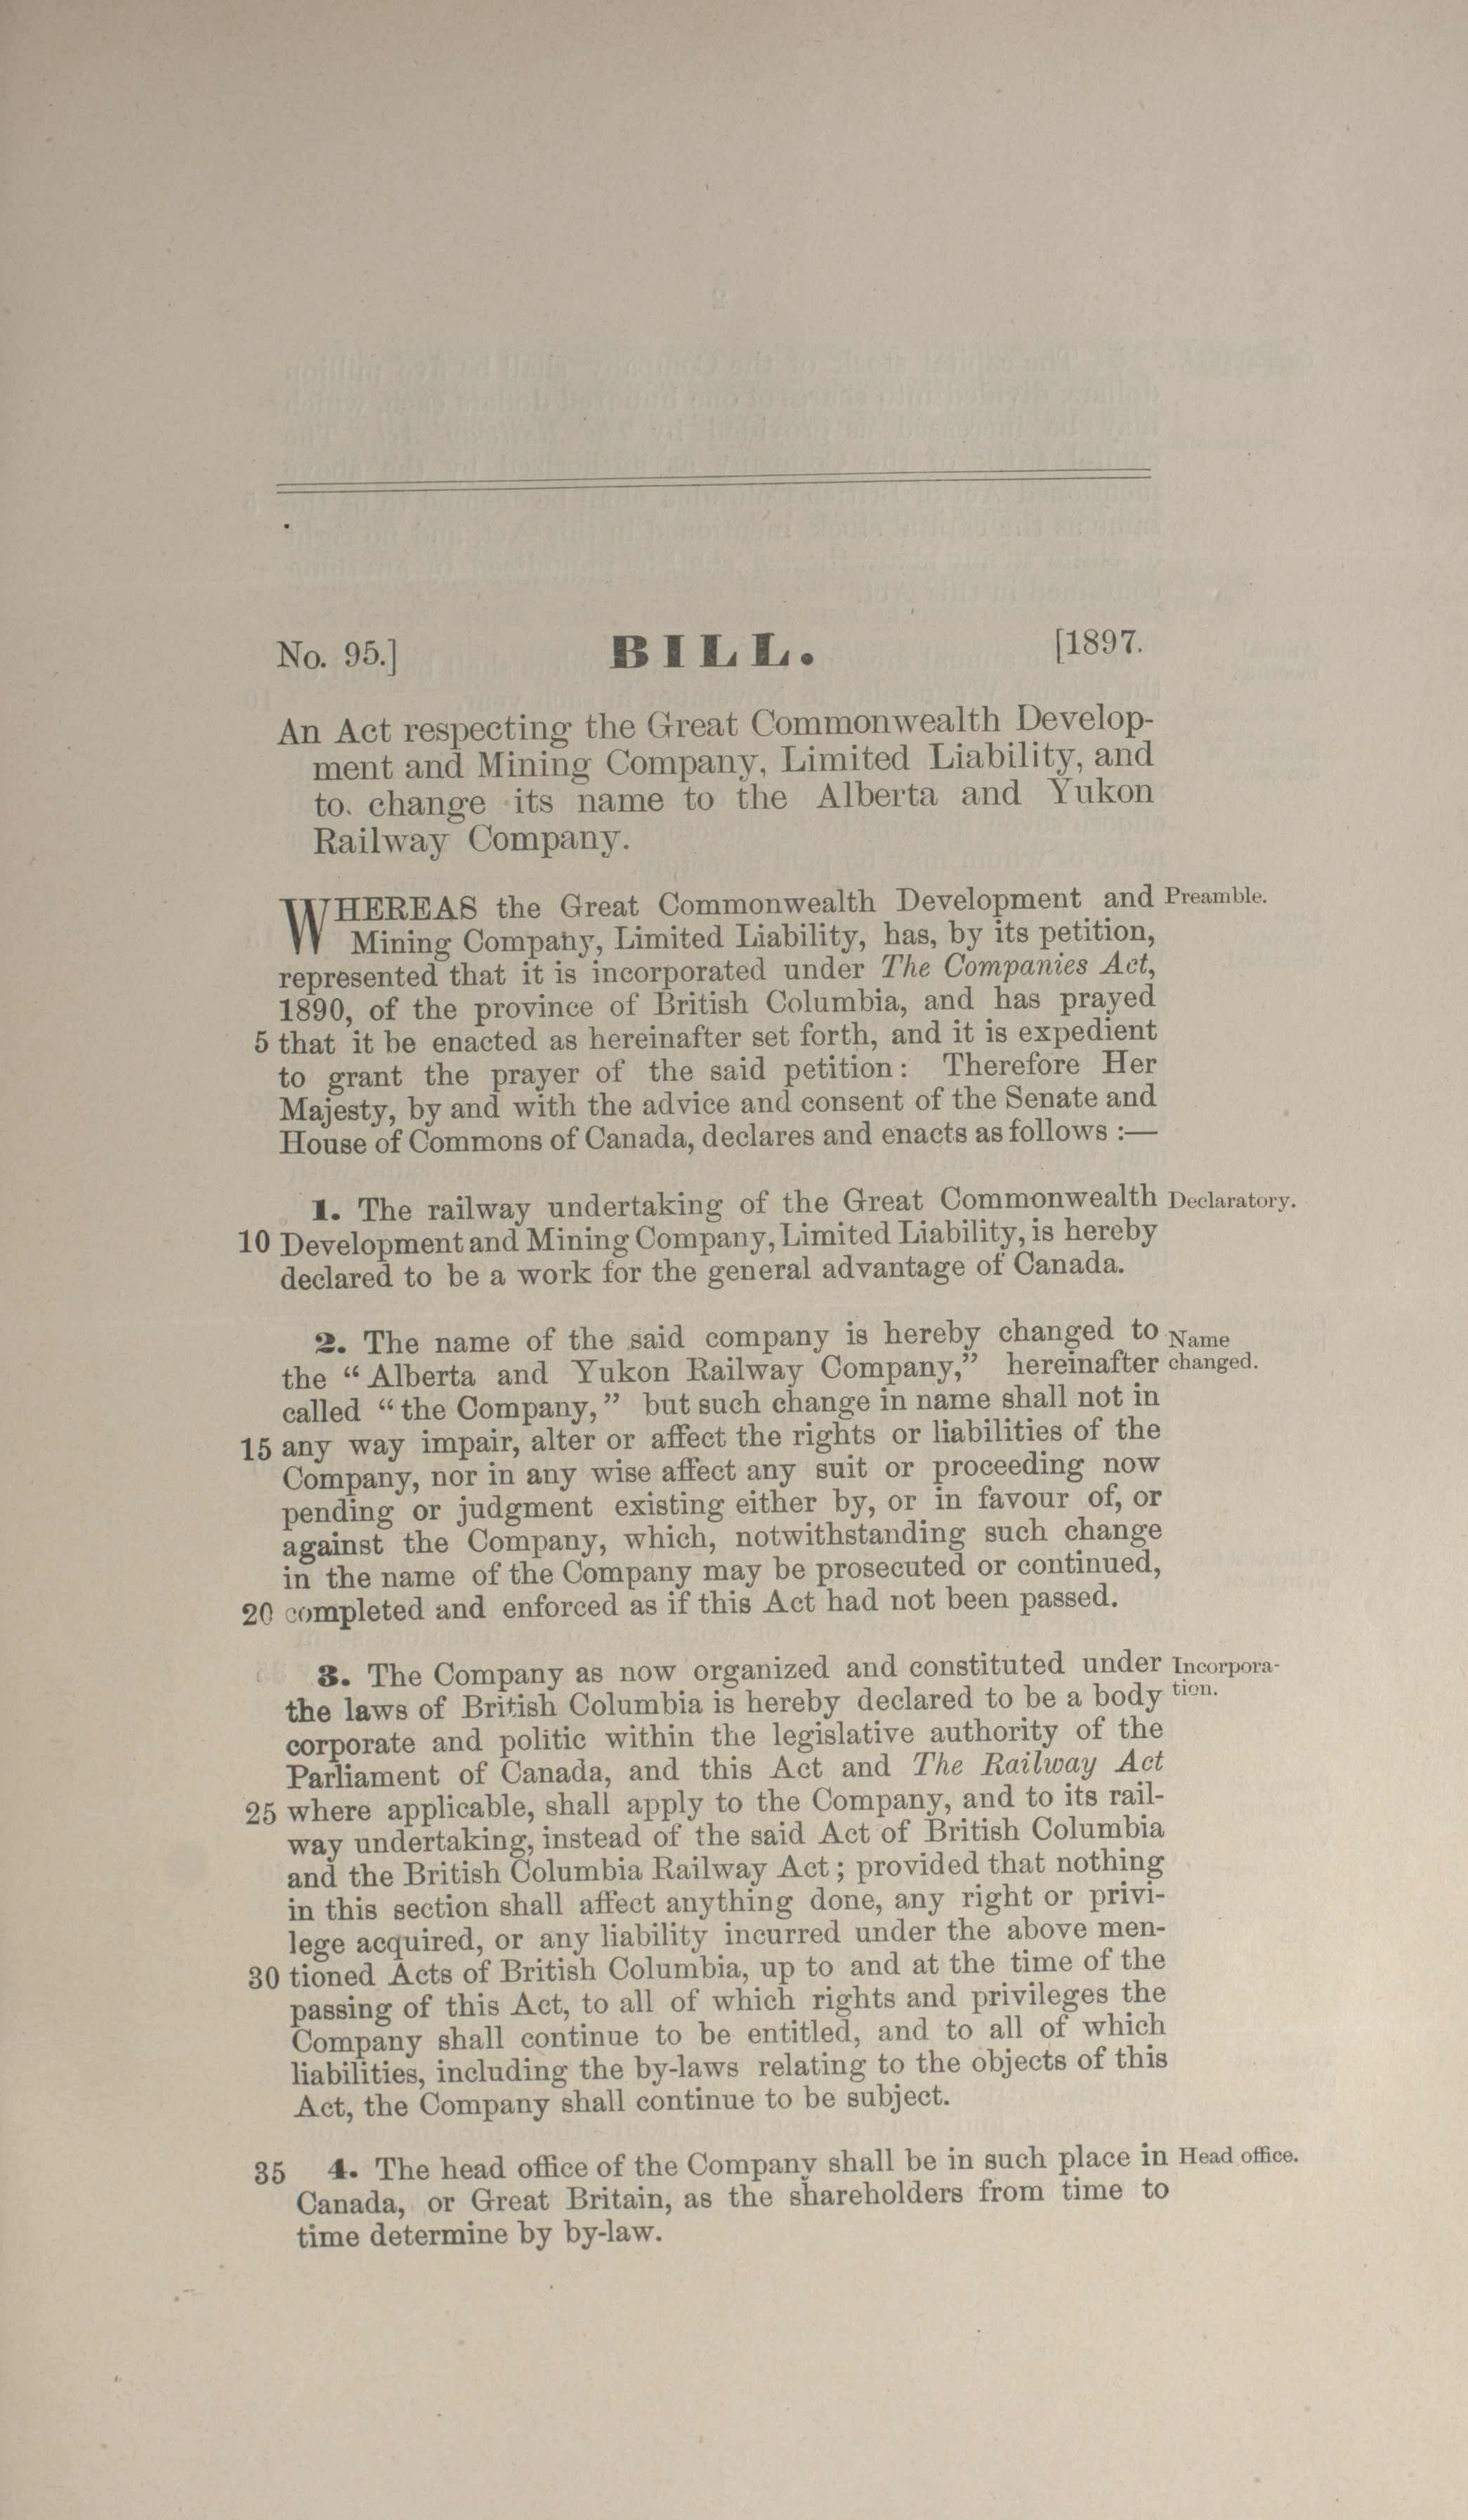 No. 95.] BILL. [1897.
An Act respecting the Great Commonwealth Develop-
ment and Mining Company, Limited Liability, and
to. change its name to the Alberta and Yukon
Railway Company.
WHEREAS the Great Commonwealth Development and Preamble.
Mining Company, Limited Liability, has, by its petition,
represented that it is incorporated under The Companies Act,
1890, of the province of British Columbia, and has prayed
5 that it be enacted as hereinafter set forth, and it is expedient
to grant the prayer of the said petition: Therefore Her
Majesty, by and with the advice and consent of the Senate and
House of Commons of Canada, declares and enacts as follows :—
1. The railway undertaking of the Great Commonwealth Declaratory.
10 Development and Mining Company, Limited Liability, is hereby
declared to be a work for the general advantage of Canada.
2. The name of the said company is hereby changed to Name
the “ Alberta and Yukon Railway Company,” hereinafter changed.
called “ the Company, ” but such change in name shall not in
15 any way impair, alter or affect the rights or liabilities of the
Company, nor in any wise affect any suit or proceeding now
pending or judgment existing either by, or in favour of, or
against the Company, which, notwithstanding such change
in the name of the Company may be prosecuted or continued,
20 completed and enforced as if this Act had not been passed.
3. The Company as now organized and constituted under Incorpora-
the laws of British Columbia is hereby declared to be a body tion.
corporate and politic within the legislative authority of the
Parliament of Canada, and this Act and The Railway Act
25 where applicable, shall apply to the Company, and to its rail-
way undertaking, instead of the said Act of British Columbia
and the British Columbia Railway Act ; provided that nothing
in this section shall affect anything done, any right or privi-
lege acquired, or any liability incurred under the above men-
30 tioned Acts of British Columbia, up to and at the time of the
passing of this Act, to all of which rights and privileges the
Company shall continue to be entitled, and to all of which
liabilities, including the by-laws relating to the objects of this
Act, the Company shall continue to be subject.
35 4. The head office of the Company shall be in such place in Head office.
Canada, or Great Britain, as the shareholders from time to
time determine by by-law.